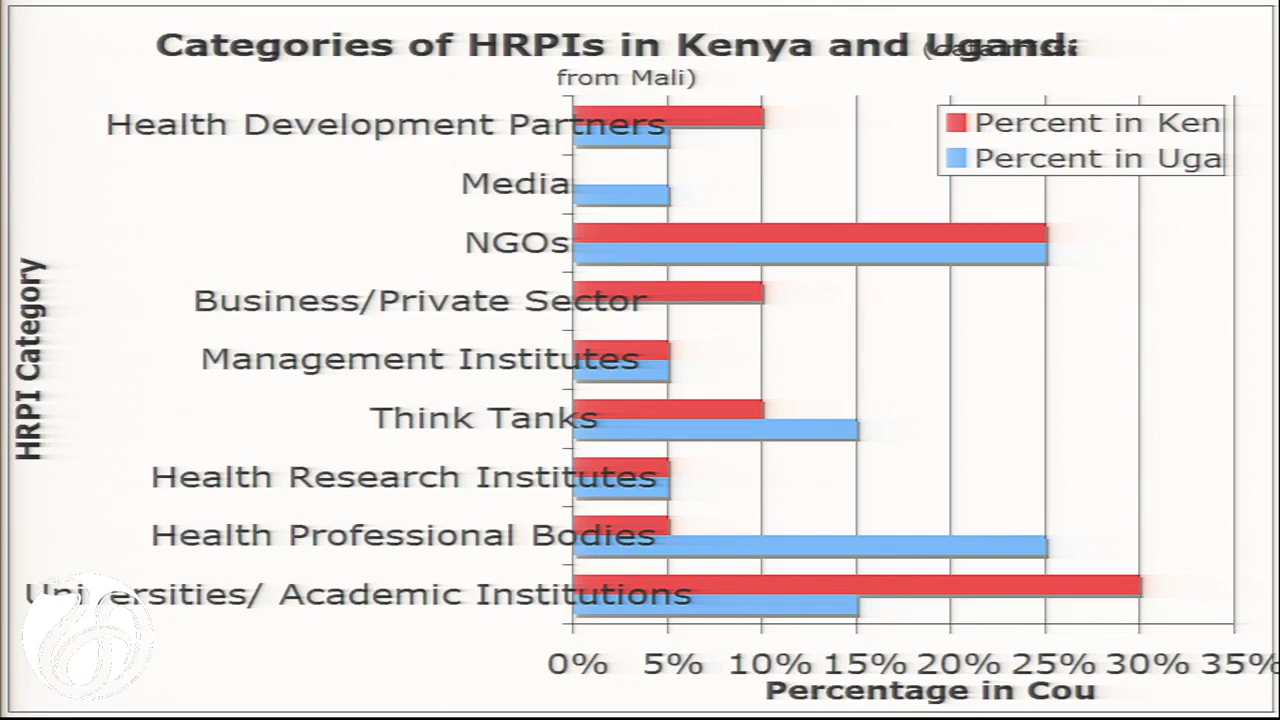 Categories of HRPIs in Kenya and
from Mali)
Health Development Partners
Media
NGOs
Business/Private Sector
Management Institutes
Think Tanks
Health Research Institutes
Health Professional Bodies
Universities/ Academic Institutions
HRPI Category
Percent in Ken
Percent in Uga
0% 5% 10% 15% 20% 25% 30% 35%
Percentage in Cou